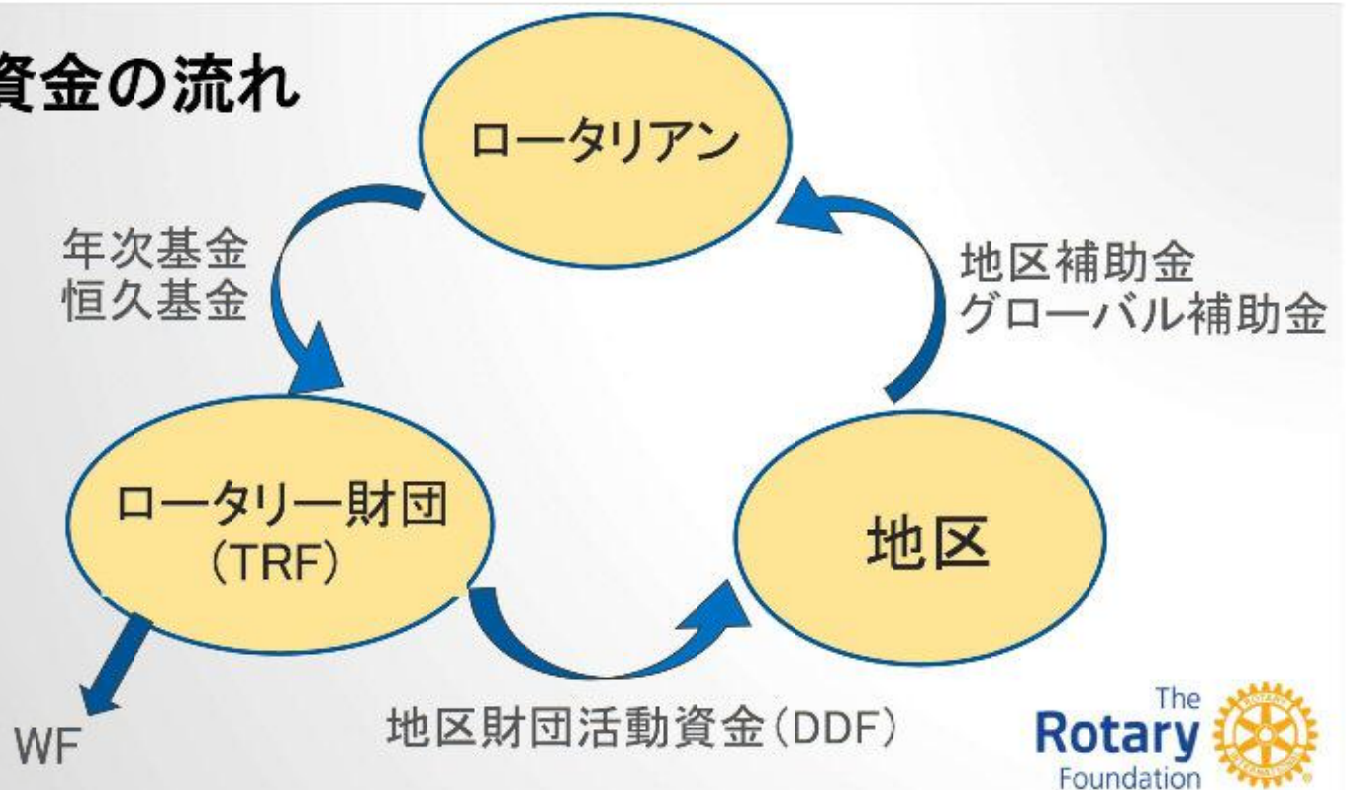 資金の流れ
ロータリアン
年次基金
恒久基金
地区補助金
グローバル補助金
ロータリー財団
(TRF)
地区
WF
地区財団活動資金(DDF)
The
Rotary
Foundation
ROTARY
INTERNATIONAL